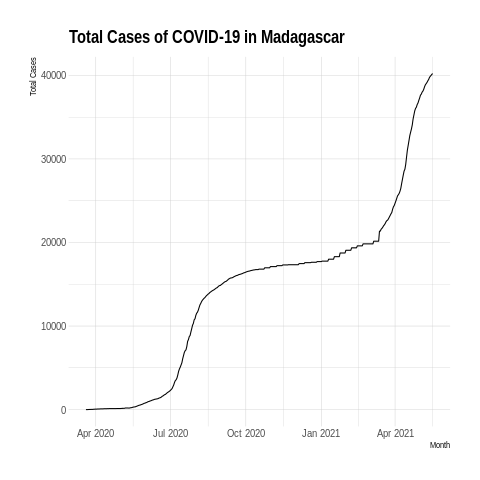 Total Cases of COVID-19 in Madagascar
Total Cases
40000
30000
20000
10000
0
Apr 2020 Jul 2020 Oct 2020 Jan 2021 Apr 2021
Month